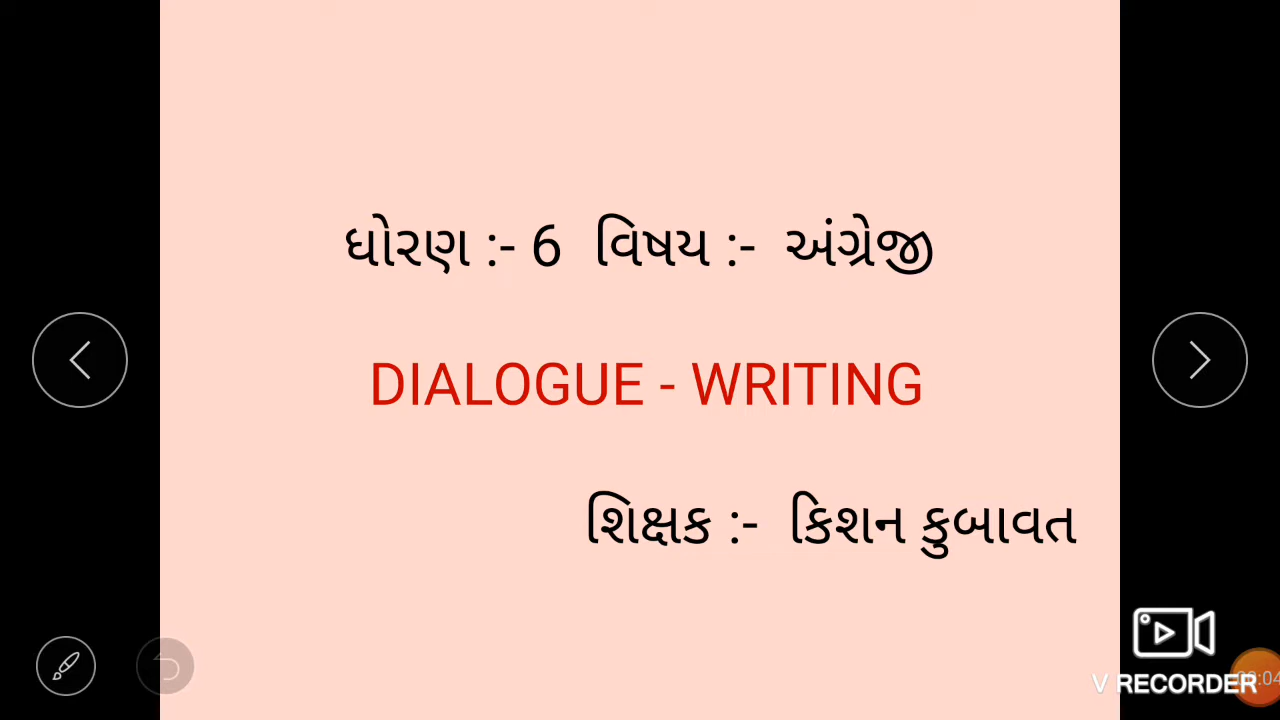 ધોરણ :- 6 વિષય :- અંગ્રેજી
DIALOGUE - WRITING
શિક્ષક :- કિશન કુબાવત
V RECORDER